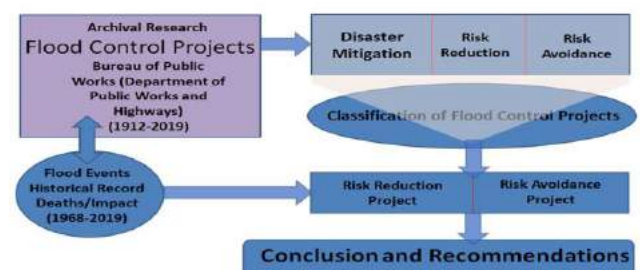 Archival Research
Flood Control Projects
Bureau of Public
Works (Department of
Public Works and
Highways)
(1912-2019)
Disaster
Mitigation
Risk
Reduction
Risk
Avoidance
Classification of Flood Control Projects
Flood Events
Historical Record
Deaths/Impact
(1968-2019)
Risk Reduction
Project
Risk Avoidance
Project
Conclusion and Recommendations